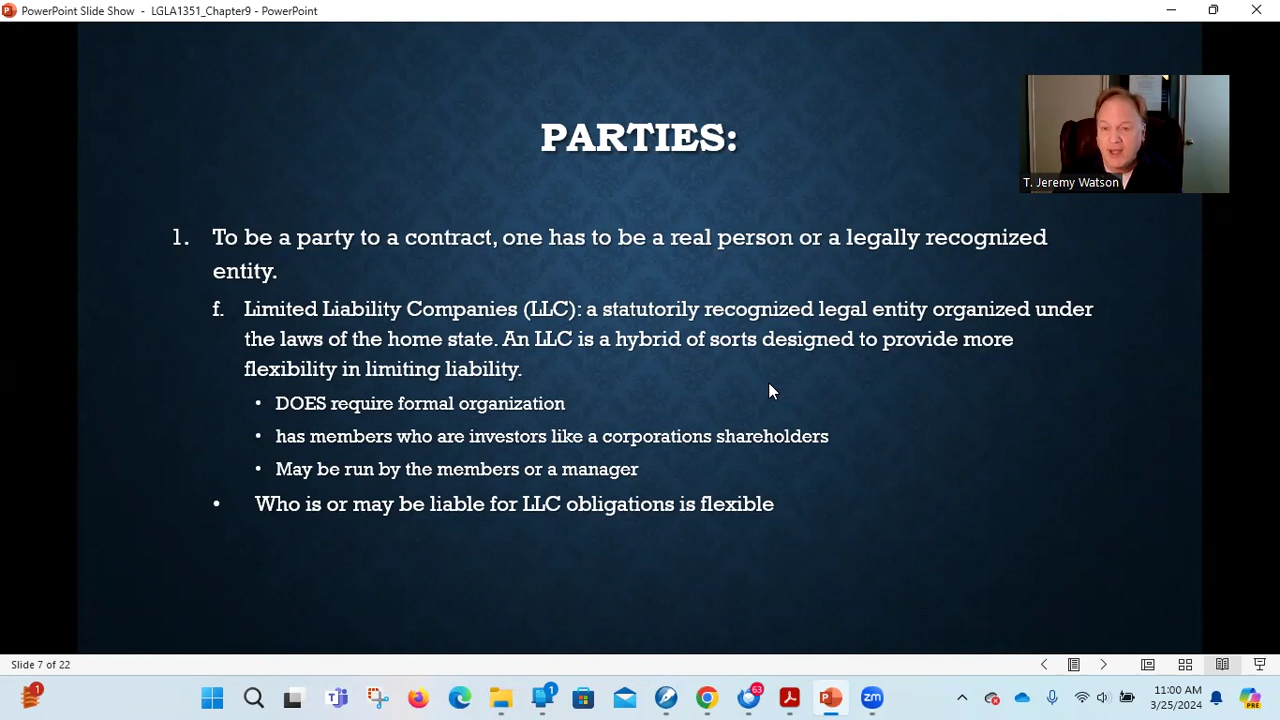 PowerPoint Slide Show - LGLA1351_Chapter9 - PowerPoint
PARTIES:
T. Jeremy Watson
1. To be a party to a contract, one has to be a real person or a legally recognized
entity.
f. Limited Liability Companies (LLC): a statutorily recognized legal entity organized under
the laws of the home state. An LLC is a hybrid of sorts designed to provide more
flexibility in limiting liability.
• DOES require formal organization
• has members who are investors like a corporations shareholders
• May be run by the members or a manager
• Who is or may be liable for LLC obligations is flexible
Slide 7 of 22
1
1
63
zm
11:00 AM
3/25/2024
PRE